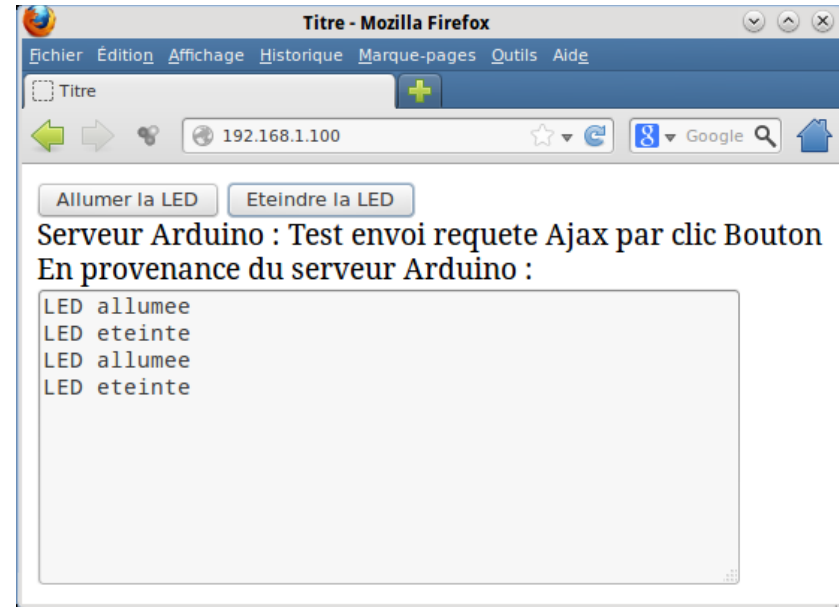 Titre - Mozilla Firefox
Fichier Édition Affichage Historique Marque-pages Outils Aide
Titre
192.168.1.100
8 Google
Allumer la LED Eteindre la LED
Serveur Arduino : Test envoi requete Ajax par clic Bouton
En provenance du serveur Arduino :
LED allumee
LED eteinte
LED allumee
LED eteinte